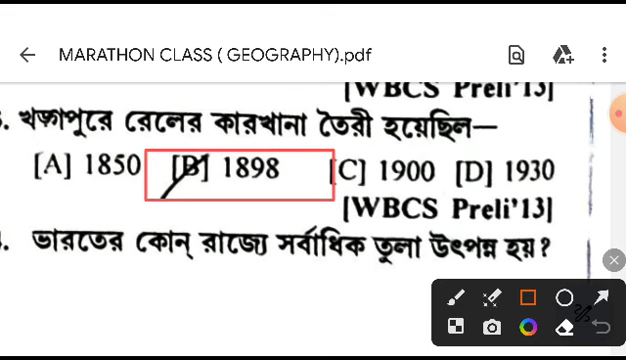 MARATHON CLASS ( GEOGRAPHY).pdf
[WBCS Preli'13]
. খড়্গপুরে রেলের কারখানা তৈরী হয়েছিল—
[A] 1850 [B] 1898 [C] 1900 [D] 1930
[WBCS Preli'13]
. ভারতের কোন্ রাজ্যে সর্বাধিক তুলা উৎপন্ন হয়?